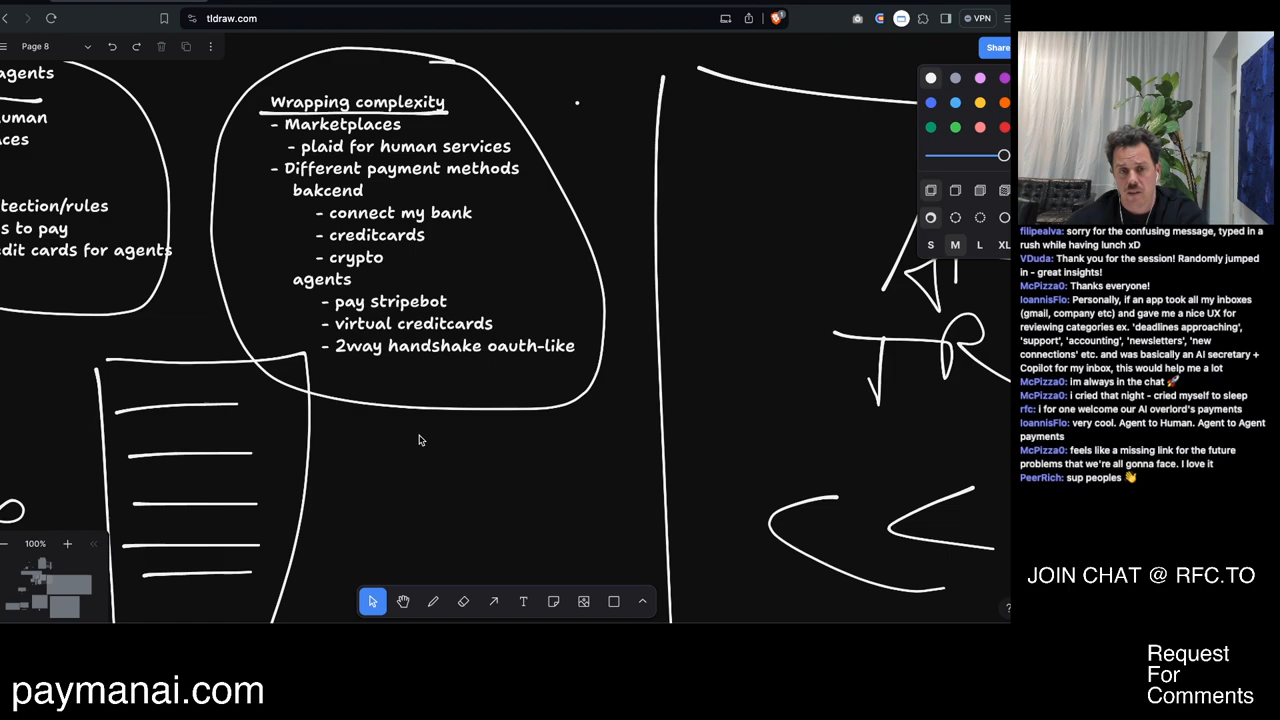 tldraw.com
VPN
Page 8
Share
agents
uman
ces
tection/rules
s to pay
edit cards for agents
Wrapping complexity
- Marketplaces
- plaid for human services
- Different payment methods
bakcend
- connect my bank
- creditcards
- crypto
agents
- pay stripebot
- virtual creditcards
- 2way handshake oauth-like
S M L XL
100%
?
filipealva: sorry for the confusing message, typed in a
rush while having lunch xD
VDuda: Thank you for the session! Randomly jumped
in - great insights!
McPizza0: Thanks everyone!
IoannisFlo: Personally, if an app took all my inboxes
(gmail, company etc) and gave me a nice UX for
reviewing categories ex. 'deadlines approaching',
'support', 'accounting', 'newsletters', 'new
connections' etc. and was basically an AI secretary +
Copilot for my inbox, this would help me a lot
McPizza0: im always in the chat 🚀
McPizza0: i cried that night - cried myself to sleep
rfc: i for one welcome our AI overlord's payments
IoannisFlo: very cool. Agent to Human. Agent to Agent
payments
McPizza0: feels like a missing link for the future
problems that we're all gonna face. I love it
PeerRich: sup peoples 👋
JOIN CHAT @ RFC.TO
paymanai.com
Request
For
Comments